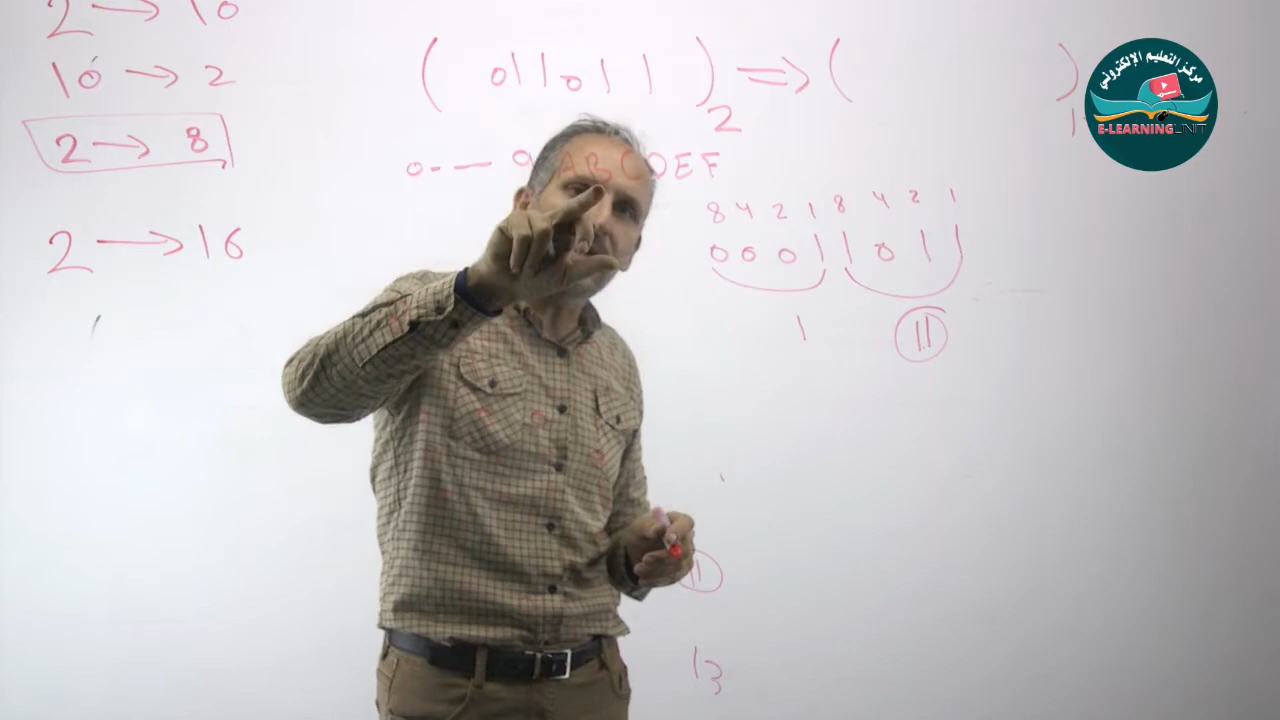 2 → 10
10 → 2
2 → 8
2 → 16
(011011)₂ ⇒ ( )
0-- — 9 A B C D E F
8 4 2 1 8 4 2 1
0 0 0 1 1 0 1 1
1 11
11
13
مركز التعليم الإلكتروني
E-LEARNING UNIT